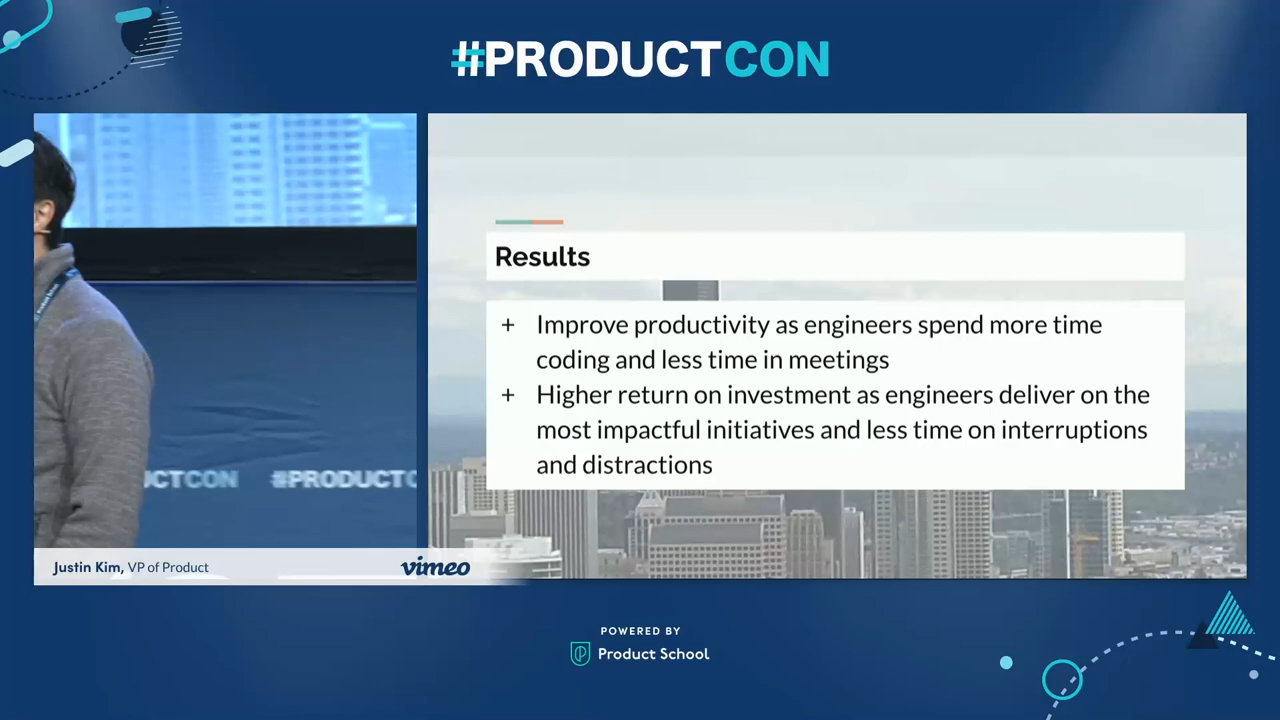 #PRODUCTCON
Results
+ Improve productivity as engineers spend more time
coding and less time in meetings
+ Higher return on investment as engineers deliver on the
most impactful initiatives and less time on interruptions
and distractions
UCTCON #PRODUCTC
Justin Kim, VP of Product vimeo
POWERED BY
Product School